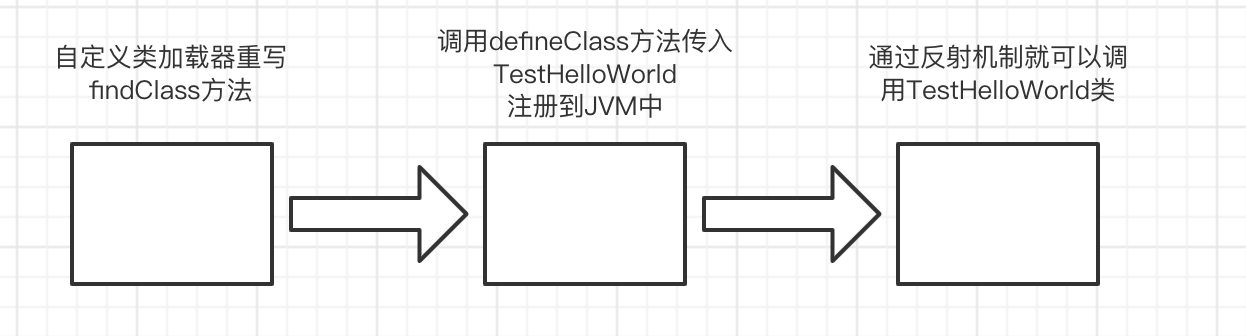 自定义类加载器重写
findClass方法
调用defineClass方法传入
TestHelloWorld
注册到JVM中
通过反射机制就可以调
用TestHelloWorld类